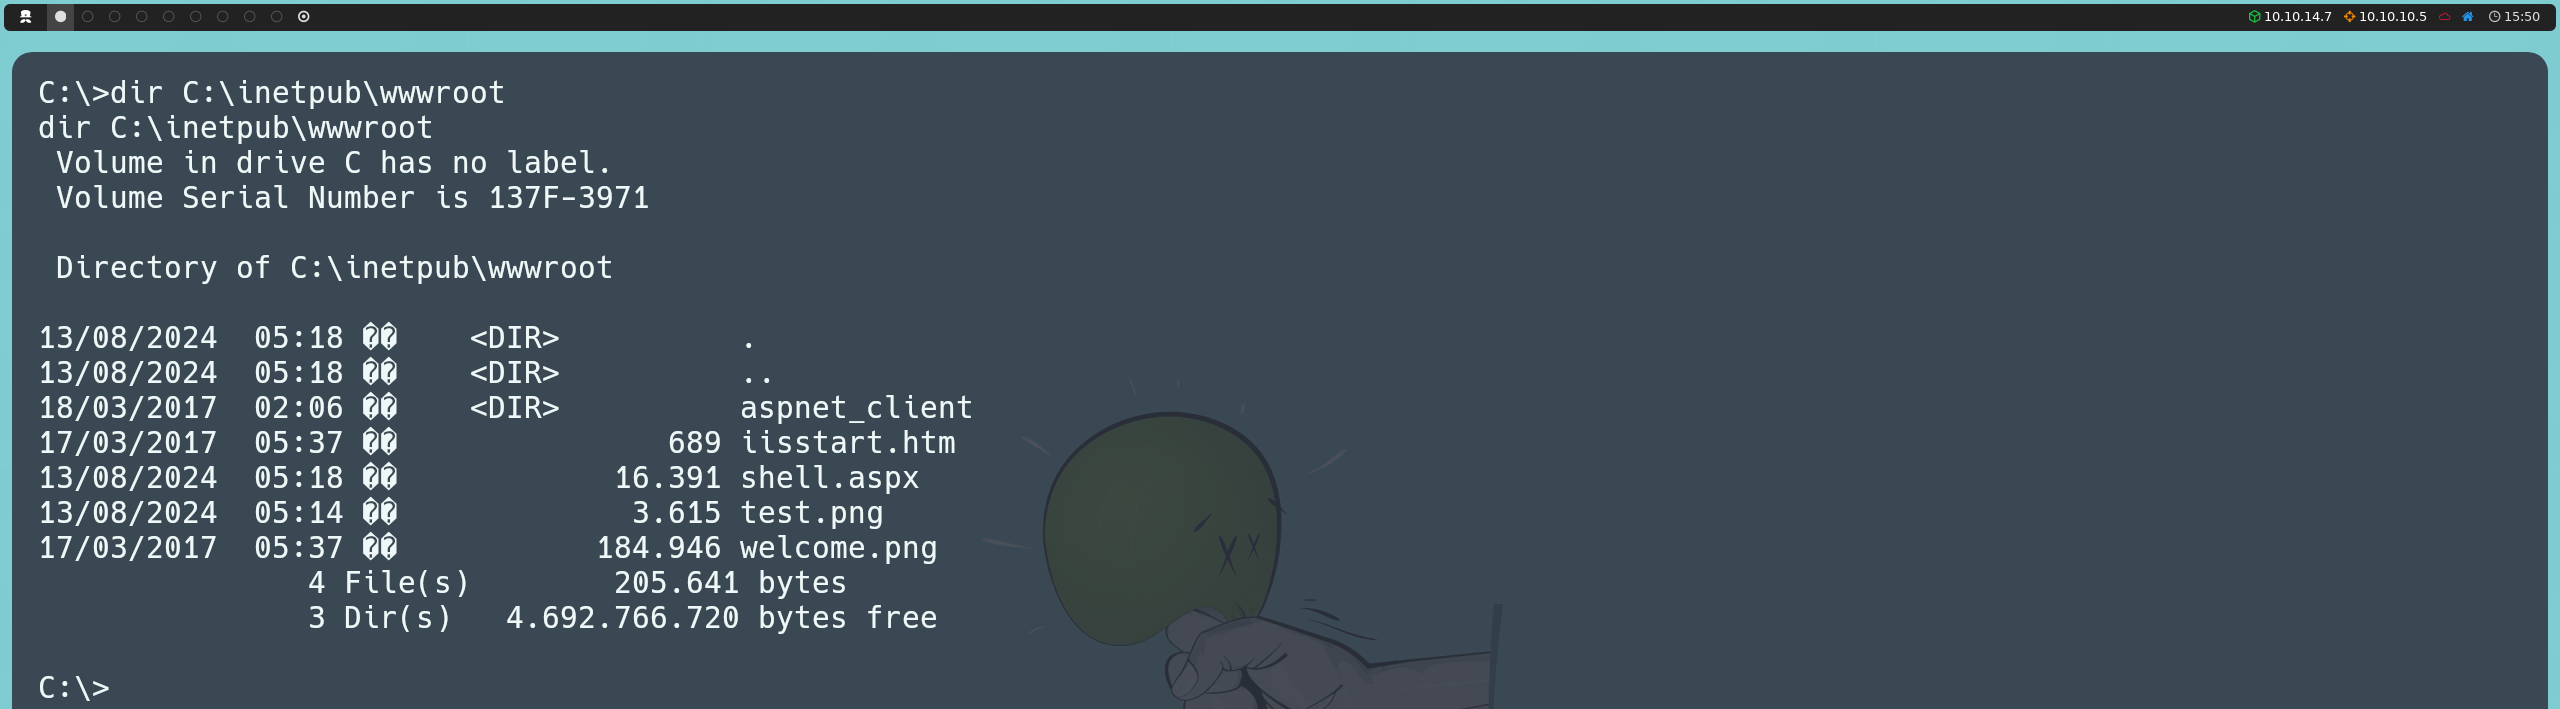 10.10.14.7 10.10.10.5 15:50
C:\>dir C:\inetpub\wwwroot
dir C:\inetpub\wwwroot
 Volume in drive C has no label.
 Volume Serial Number is 137F-3971

 Directory of C:\inetpub\wwwroot

13/08/2024  05:18 ��    <DIR>          .
13/08/2024  05:18 ��    <DIR>          ..
18/03/2017  02:06 ��    <DIR>          aspnet_client
17/03/2017  05:37 ��               689 iisstart.htm
13/08/2024  05:18 ��            16.391 shell.aspx
13/08/2024  05:14 ��             3.615 test.png
17/03/2017  05:37 ��           184.946 welcome.png
               4 File(s)        205.641 bytes
               3 Dir(s)   4.692.766.720 bytes free

C:\>